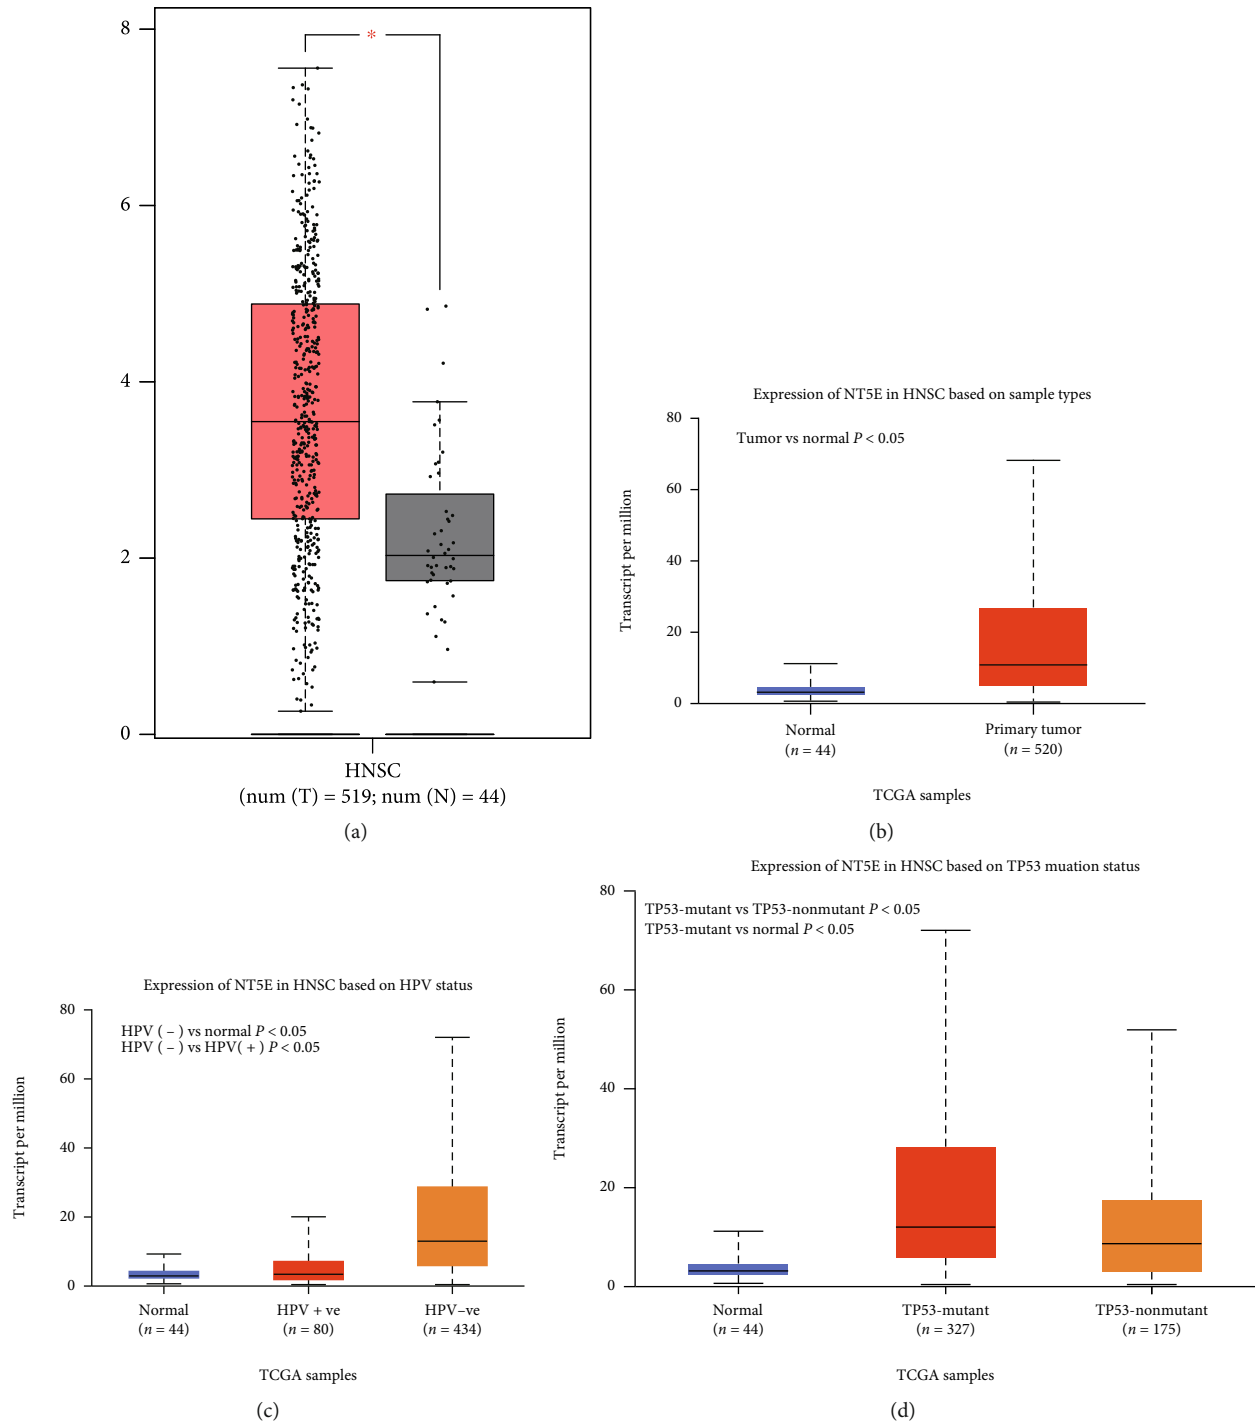 8
6
4
2
0
*
HNSC
(num (T) = 519; num (N) = 44)
(a)
Expression of NT5E in HNSC based on sample types
Tumor vs normal P < 0.05
Transcript per million
80
60
40
20
0
Normal
(n = 44)
Primary tumor
(n = 520)
TCGA samples
(b)
Expression of NT5E in HNSC based on HPV status
HPV ( – ) vs normal P < 0.05
HPV ( – ) vs HPV( + ) P < 0.05
Transcript per million
80
60
40
20
0
Normal
(n = 44)
HPV + ve
(n = 80)
HPV–ve
(n = 434)
TCGA samples
(c)
Expression of NT5E in HNSC based on TP53 muation status
TP53-mutant vs TP53-nonmutant P < 0.05
TP53-mutant vs normal P < 0.05
Transcript per million
80
60
40
20
0
Normal
(n = 44)
TP53-mutant
(n = 327)
TP53-nonmutant
(n = 175)
TCGA samples
(d)